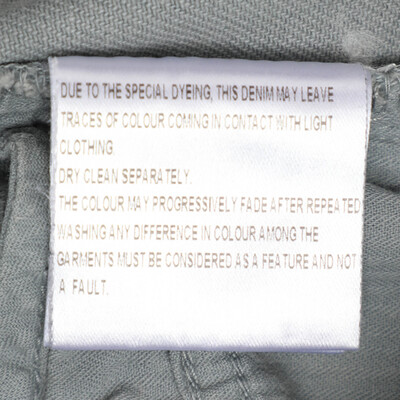 DUE TO THE SPECIAL DYEING, THIS DENIM MAY LEAVE
TRACES OF COLOUR COMING IN CONTACT WITH LIGHT
CLOTHING.
DRY CLEAN SEPARATELY.
THE COLOUR MAY PROGRESSIVELY FADE AFTER REPEATED
WASHING ANY DIFFERENCE IN COLOUR AMONG THE
GARMENTS MUST BE CONSIDERED AS A FEATURE AND NOT
A FAULT.